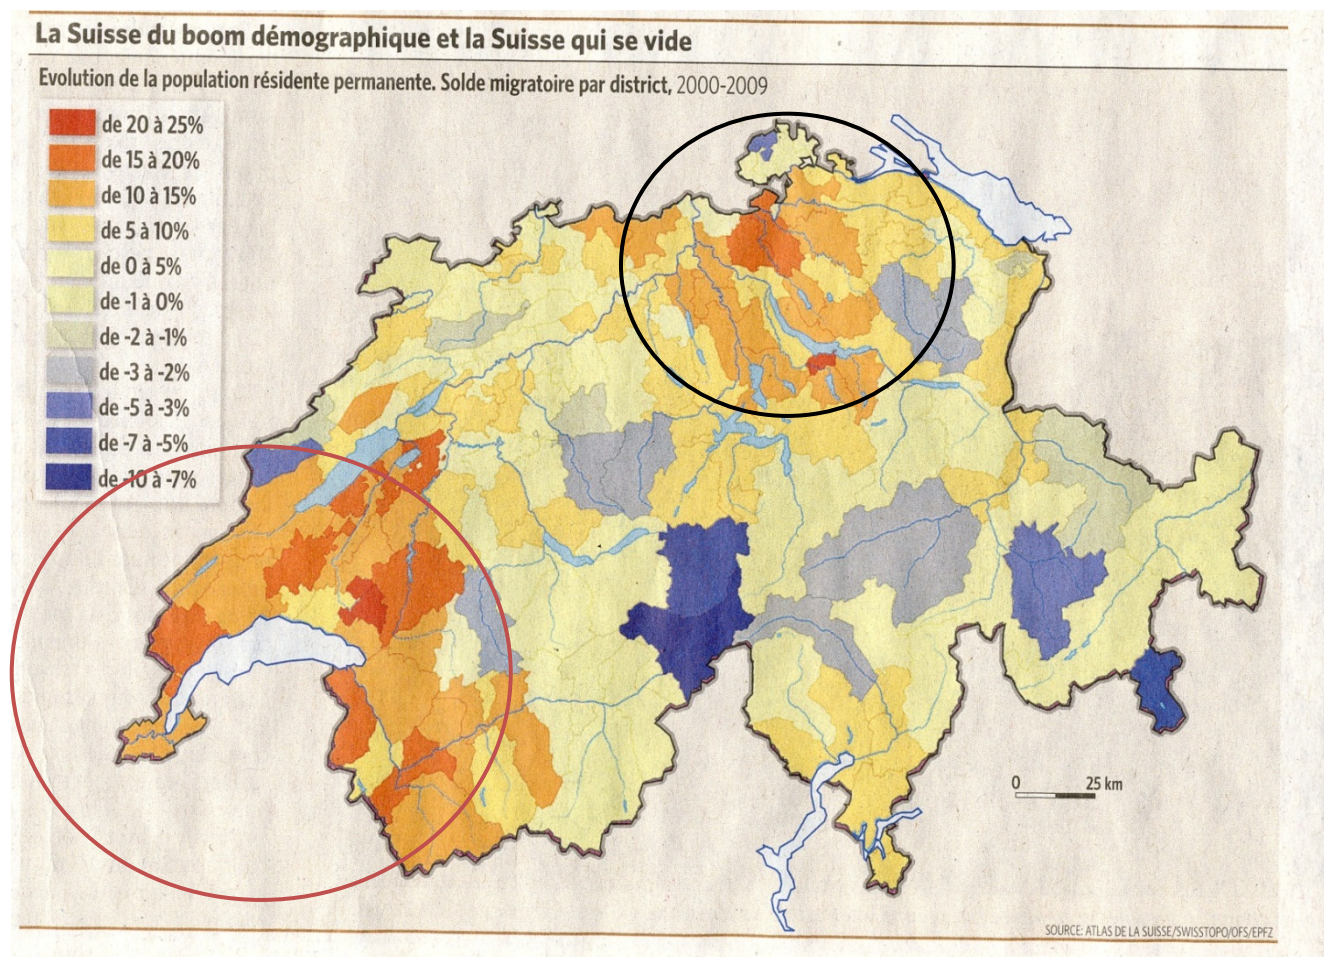 La Suisse du boom démographique et la Suisse qui se vide
Evolution de la population résidente permanente. Solde migratoire par district, 2000-2009
de 20 à 25%
de 15 à 20%
de 10 à 15%
de 5 à 10%
de 0 à 5%
de -1 à 0%
de -2 à -1%
de -3 à -2%
de -5 à -3%
de -7 à -5%
de -10 à -7%
0 25 km
SOURCE: ATLAS DE LA SUISSE/SWISSTOPO/OFS/EPFZ